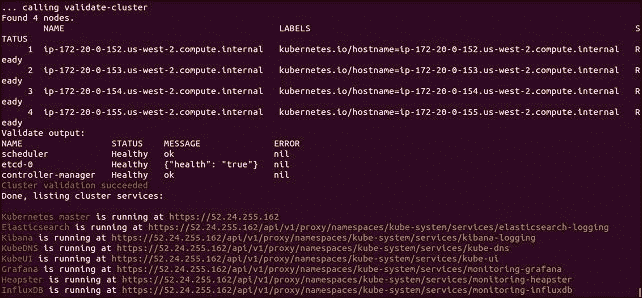 ... calling validate-cluster
Found 4 nodes.
NAME LABELS S
TATUS
1 ip-172-20-0-152.us-west-2.compute.internal kubernetes.io/hostname=ip-172-20-0-152.us-west-2.compute.internal R
eady
2 ip-172-20-0-153.us-west-2.compute.internal kubernetes.io/hostname=ip-172-20-0-153.us-west-2.compute.internal R
eady
3 ip-172-20-0-154.us-west-2.compute.internal kubernetes.io/hostname=ip-172-20-0-154.us-west-2.compute.internal R
eady
4 ip-172-20-0-155.us-west-2.compute.internal kubernetes.io/hostname=ip-172-20-0-155.us-west-2.compute.internal R
eady
Validate output:
NAME STATUS MESSAGE ERROR
scheduler Healthy ok nil
etcd-0 Healthy {"health": "true"} nil
controller-manager Healthy ok nil
Cluster validation succeeded
Done, listing cluster services:
Kubernetes master is running at https://52.24.255.162
Elasticsearch is running at https://52.24.255.162/api/v1/proxy/namespaces/kube-system/services/elasticsearch-logging
Kibana is running at https://52.24.255.162/api/v1/proxy/namespaces/kube-system/services/kibana-logging
KubeDNS is running at https://52.24.255.162/api/v1/proxy/namespaces/kube-system/services/kube-dns
KubeUI is running at https://52.24.255.162/api/v1/proxy/namespaces/kube-system/services/kube-ui
Grafana is running at https://52.24.255.162/api/v1/proxy/namespaces/kube-system/services/monitoring-grafana
Heapster is running at https://52.24.255.162/api/v1/proxy/namespaces/kube-system/services/monitoring-heapster
InfluxDB is running at https://52.24.255.162/api/v1/proxy/namespaces/kube-system/services/monitoring-influxdb